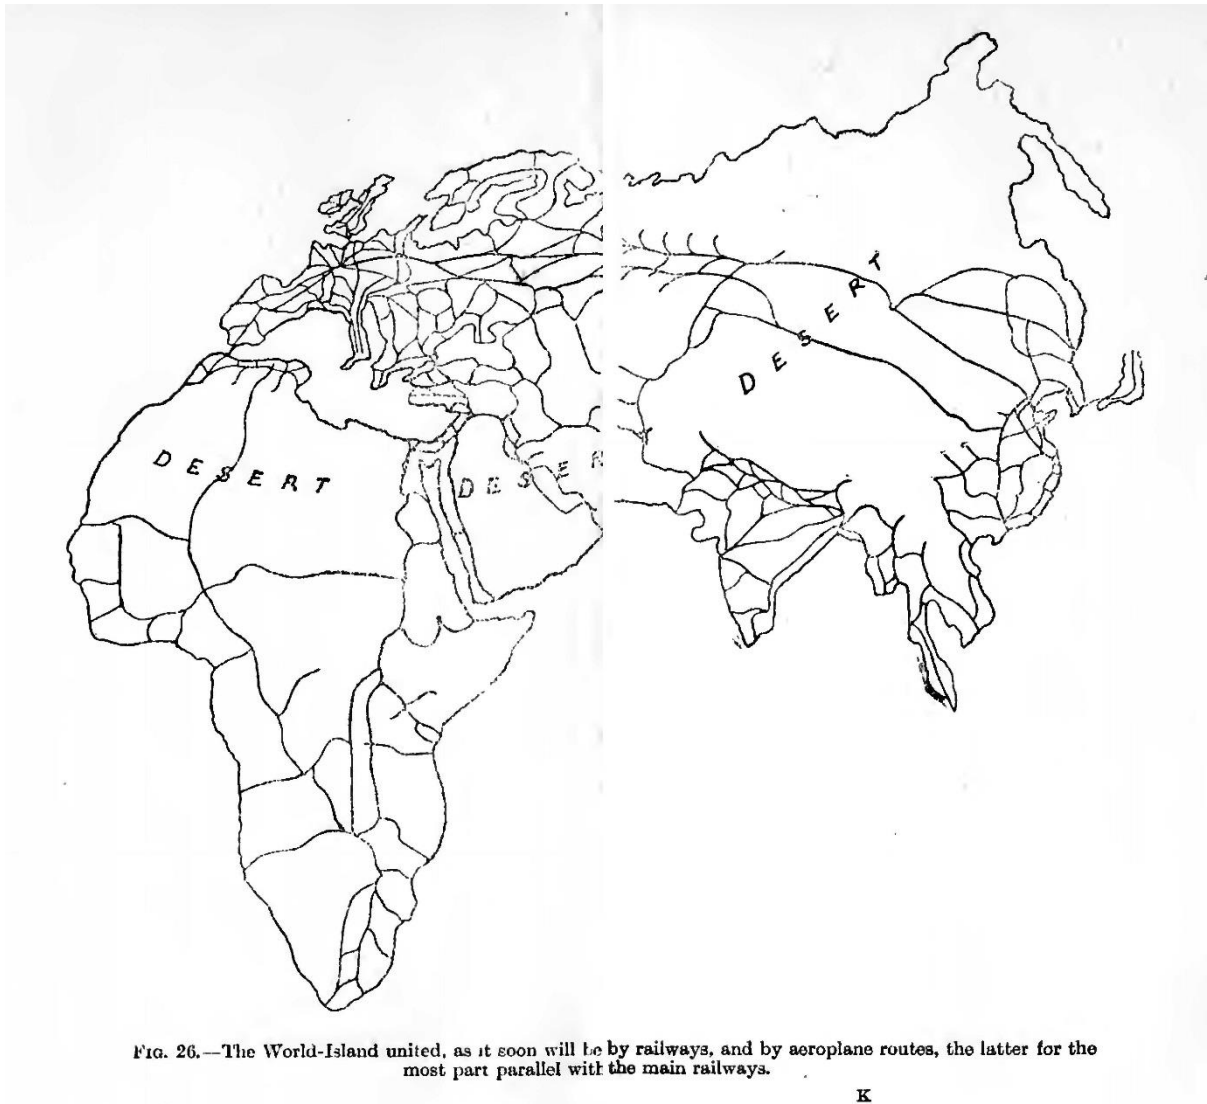 DESERT
DESERT
DESER
FIG. 26.—The World-Island united, as it soon will be by railways, and by aeroplane routes, the latter for the
most part parallel with the main railways.
K